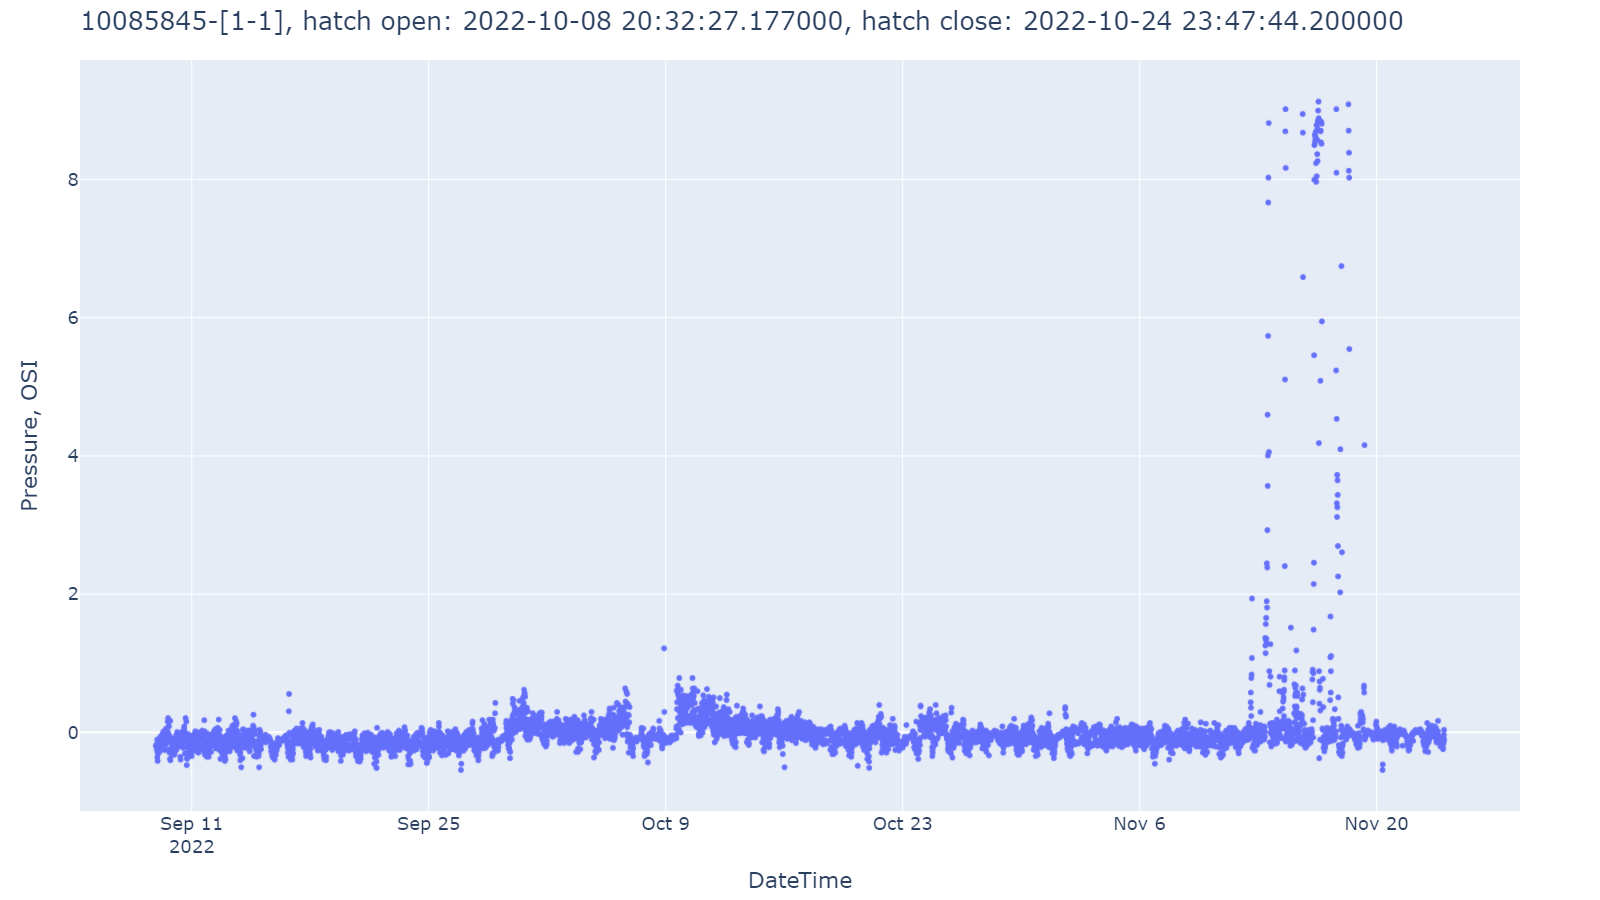 10085845-[1-1], hatch open: 2022-10-08 20:32:27.177000, hatch close: 2022-10-24 23:47:44.200000
Pressure, OSI
8
6
4
2
0
Sep 11
2022
Sep 25
Oct 9
Oct 23
Nov 6
Nov 20
DateTime